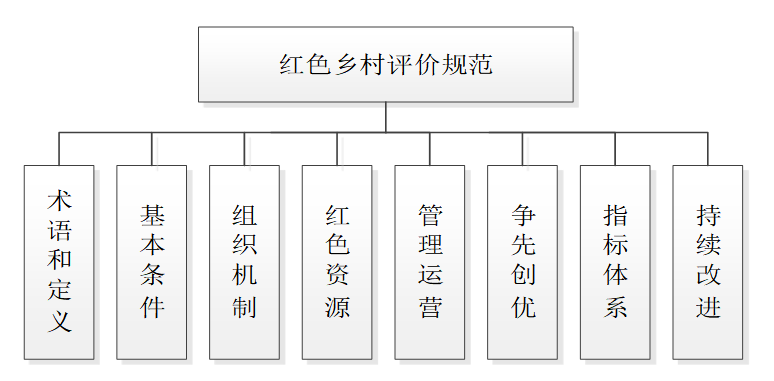 红色乡村评价规范
术语和定义
基本条件
组织机制
红色资源
管理运营
争先创优
指标体系
持续改进